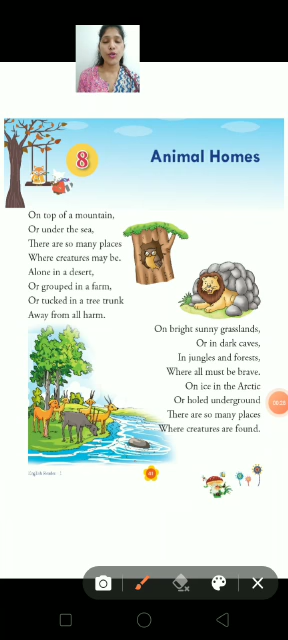 8
Animal Homes
On top of a mountain,
Or under the sea,
There are so many places
Where creatures may be.
Alone in a desert,
Or grouped in a farm,
Or tucked in a tree trunk
Away from all harm.
On bright sunny grasslands,
Or in dark caves,
In jungles and forests,
Where all must be brave.
On ice in the Arctic
Or holed underground
There are so many places
Where creatures are found.
41